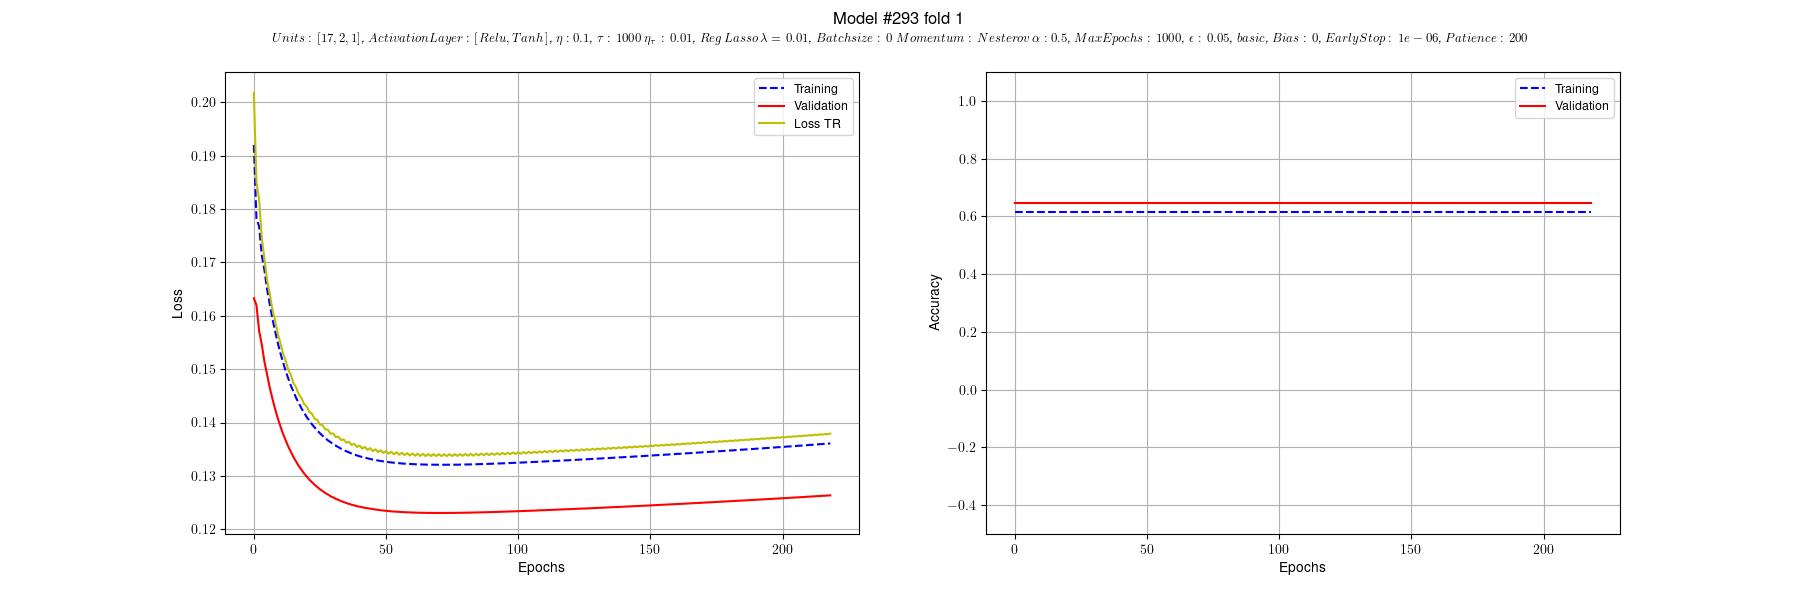 Model #293 fold 1
Units : [17, 2, 1], ActivationLayer : [Relu, Tanh], η : 0.1, τ : 1000 ητ : 0.01, Reg Lasso λ = 0.01, Batchsize : 0 Momentum : Nesterov α : 0.5, MaxEpochs : 1000, ϵ : 0.05, basic, Bias : 0, EarlyStop : 1e − 06, Patience : 200
Training
Validation
Loss TR
0.20
0.19
0.18
0.17
0.16
0.15
0.14
0.13
0.12
Loss
0 50 100 150 200
Epochs
Training
Validation
1.0
0.8
0.6
0.4
0.2
0.0
−0.2
−0.4
Accuracy
0 50 100 150 200
Epochs